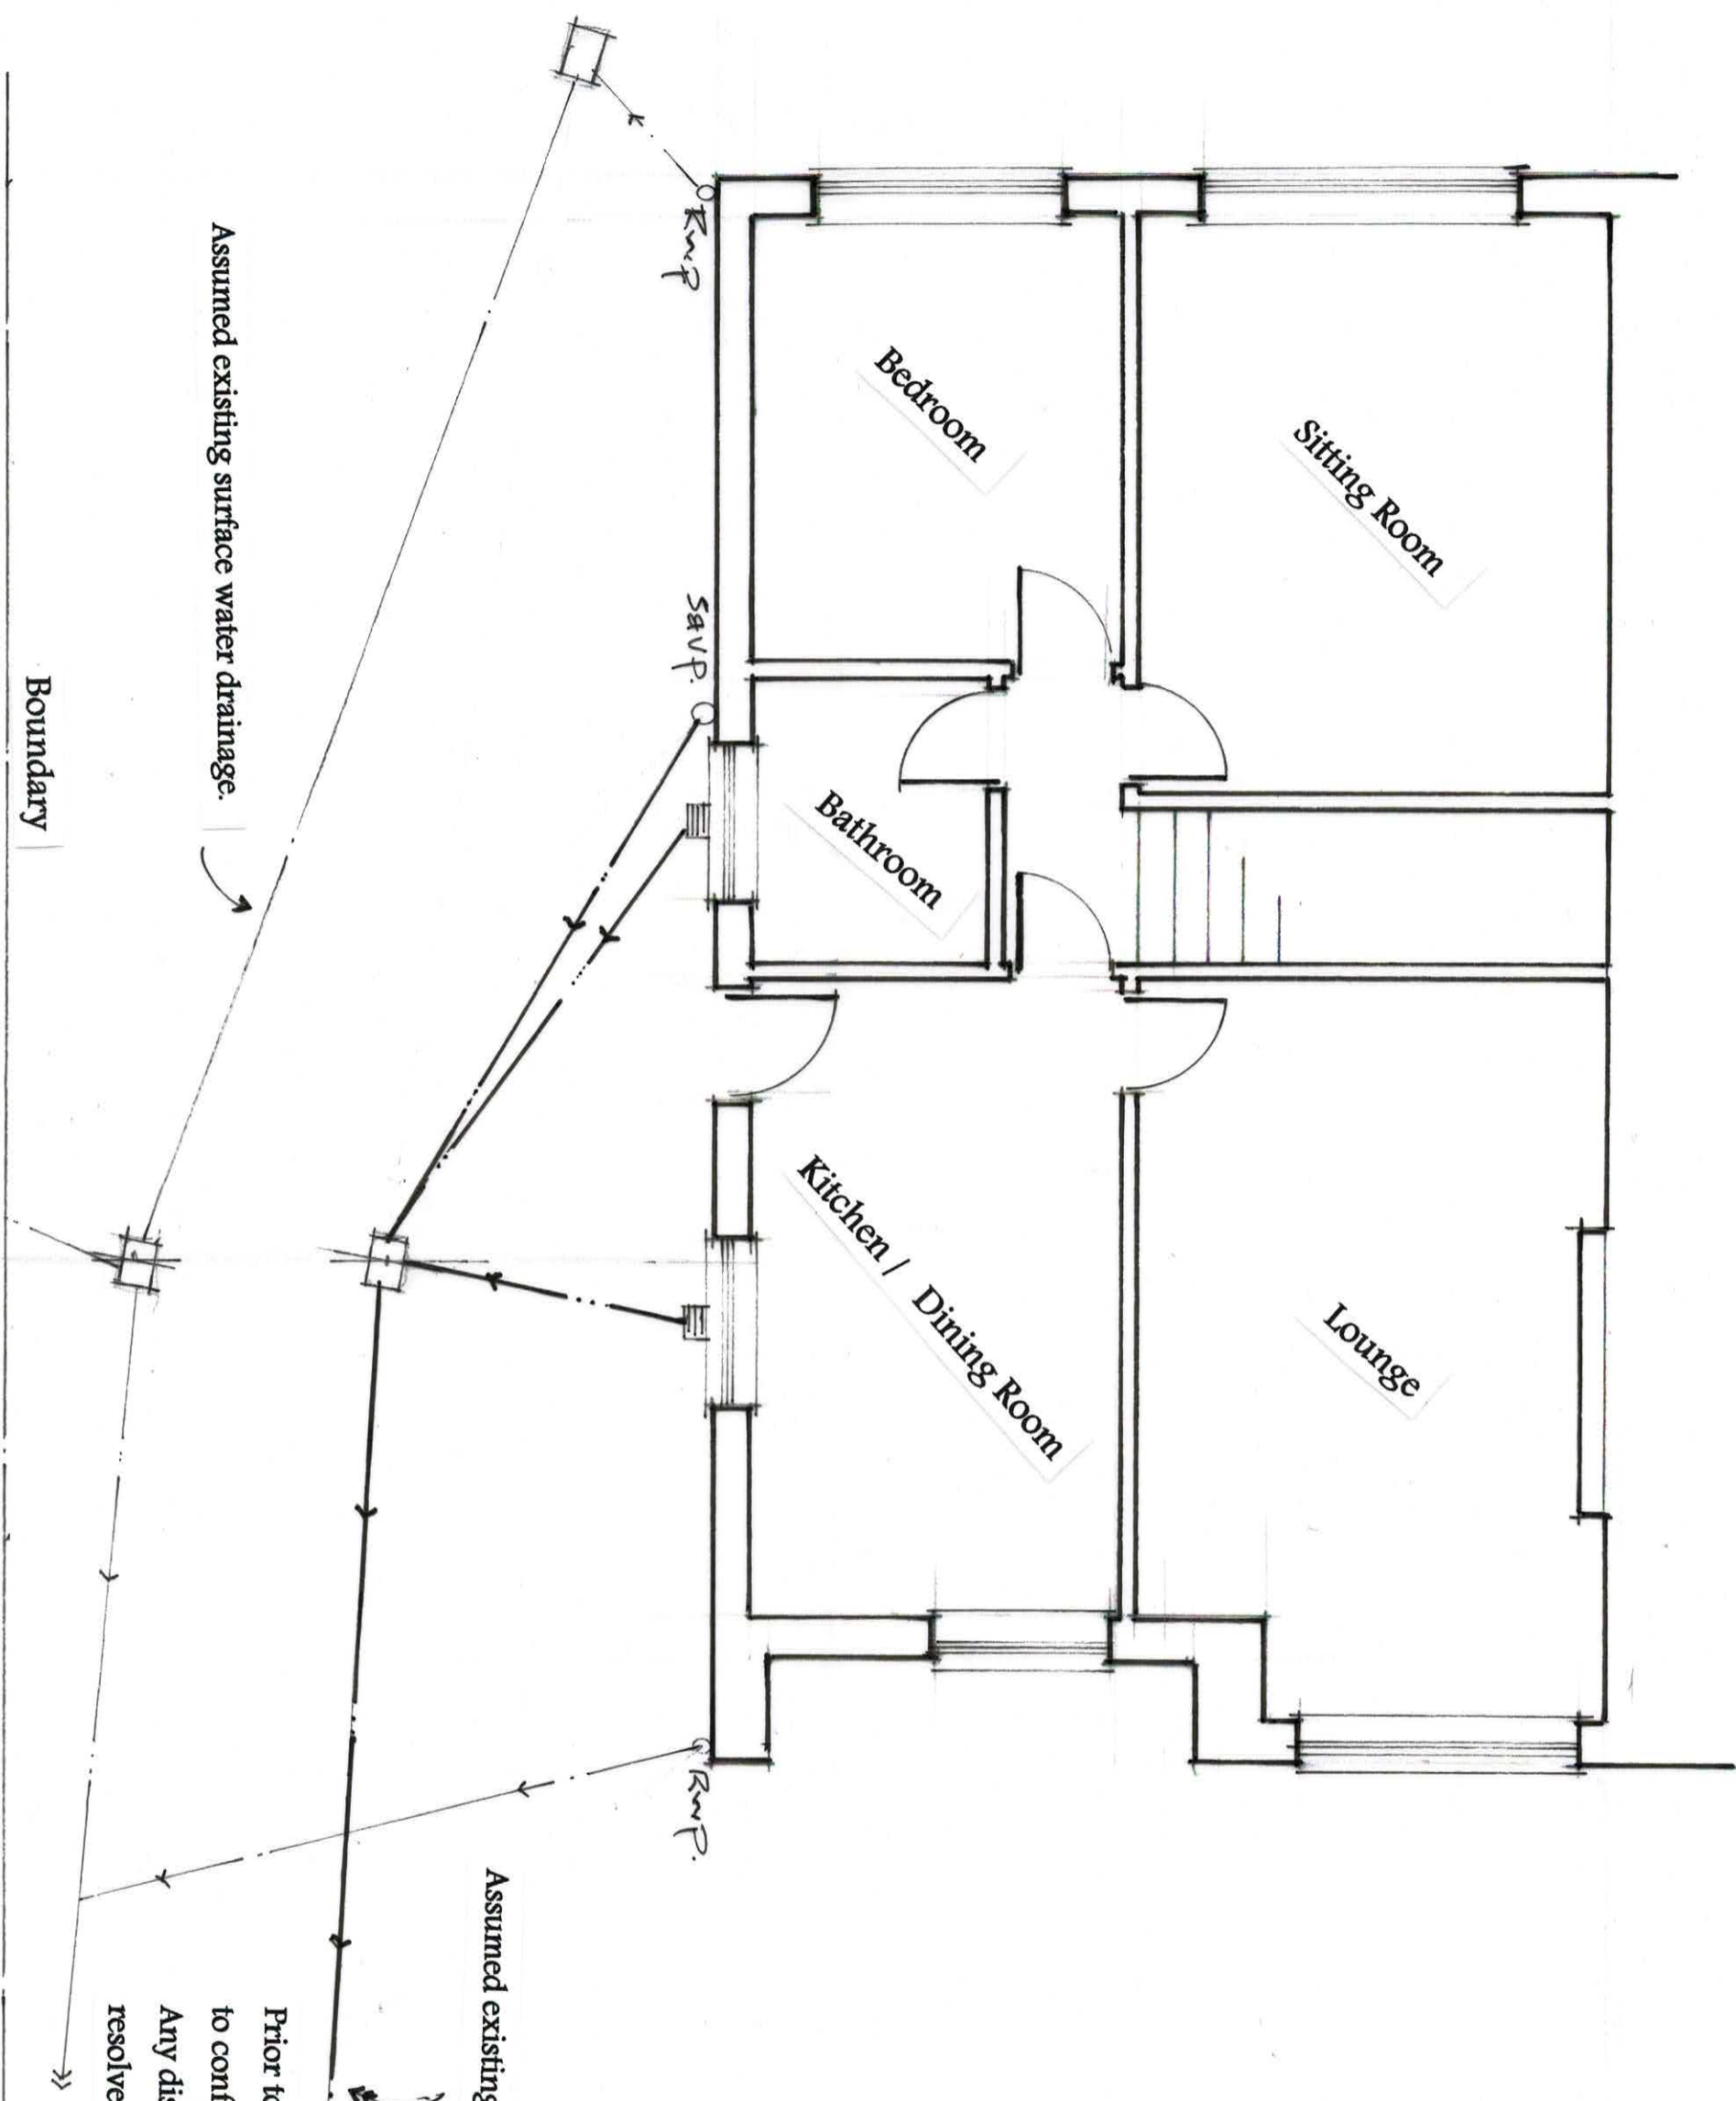 Sitting Room
Lounge
Bedroom
Bathroom
Kitchen / Dining Room
RWP
SAVP.
RWP.
Assumed existing
Assumed existing surface water drainage.
Prior to
to conf
Any dis
resolve
Boundary